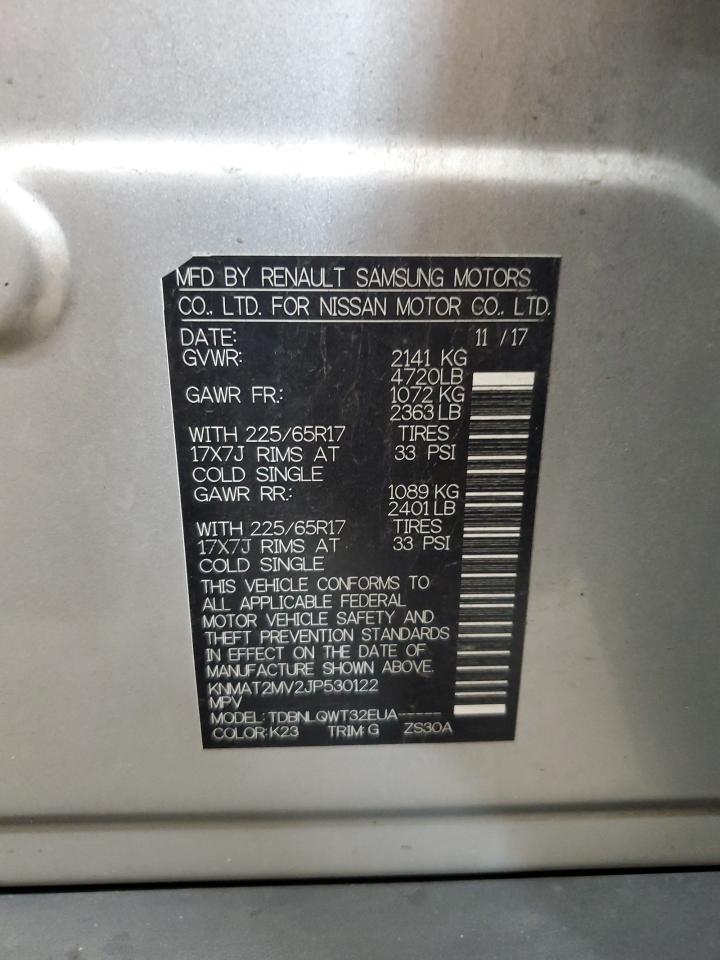 MFD BY RENAULT SAMSUNG MOTORS
CO., LTD. FOR NISSAN MOTOR CO., LTD.
DATE: 11 /17
GVWR: 2141 KG
4720LB
GAWR FR.: 1072 KG
2363 LB
WITH 225/65R17 TIRES
17X7J RIMS AT 33 PSI
COLD SINGLE
GAWR RR.: 1089 KG
2401 LB
WITH 225/65R17 TIRES
17X7J RIMS AT 33 PSI
COLD SINGLE
THIS VEHICLE CONFORMS TO
ALL APPLICABLE FEDERAL
MOTOR VEHICLE SAFETY AND
THEFT PREVENTION STANDARDS
IN EFFECT ON THE DATE OF
MANUFACTURE SHOWN ABOVE.
KNMAT2MV2JP530122
MPV
MODEL: TDBNLQWT32EUA-----
COLOR: K23 TRIM: G ZS30A